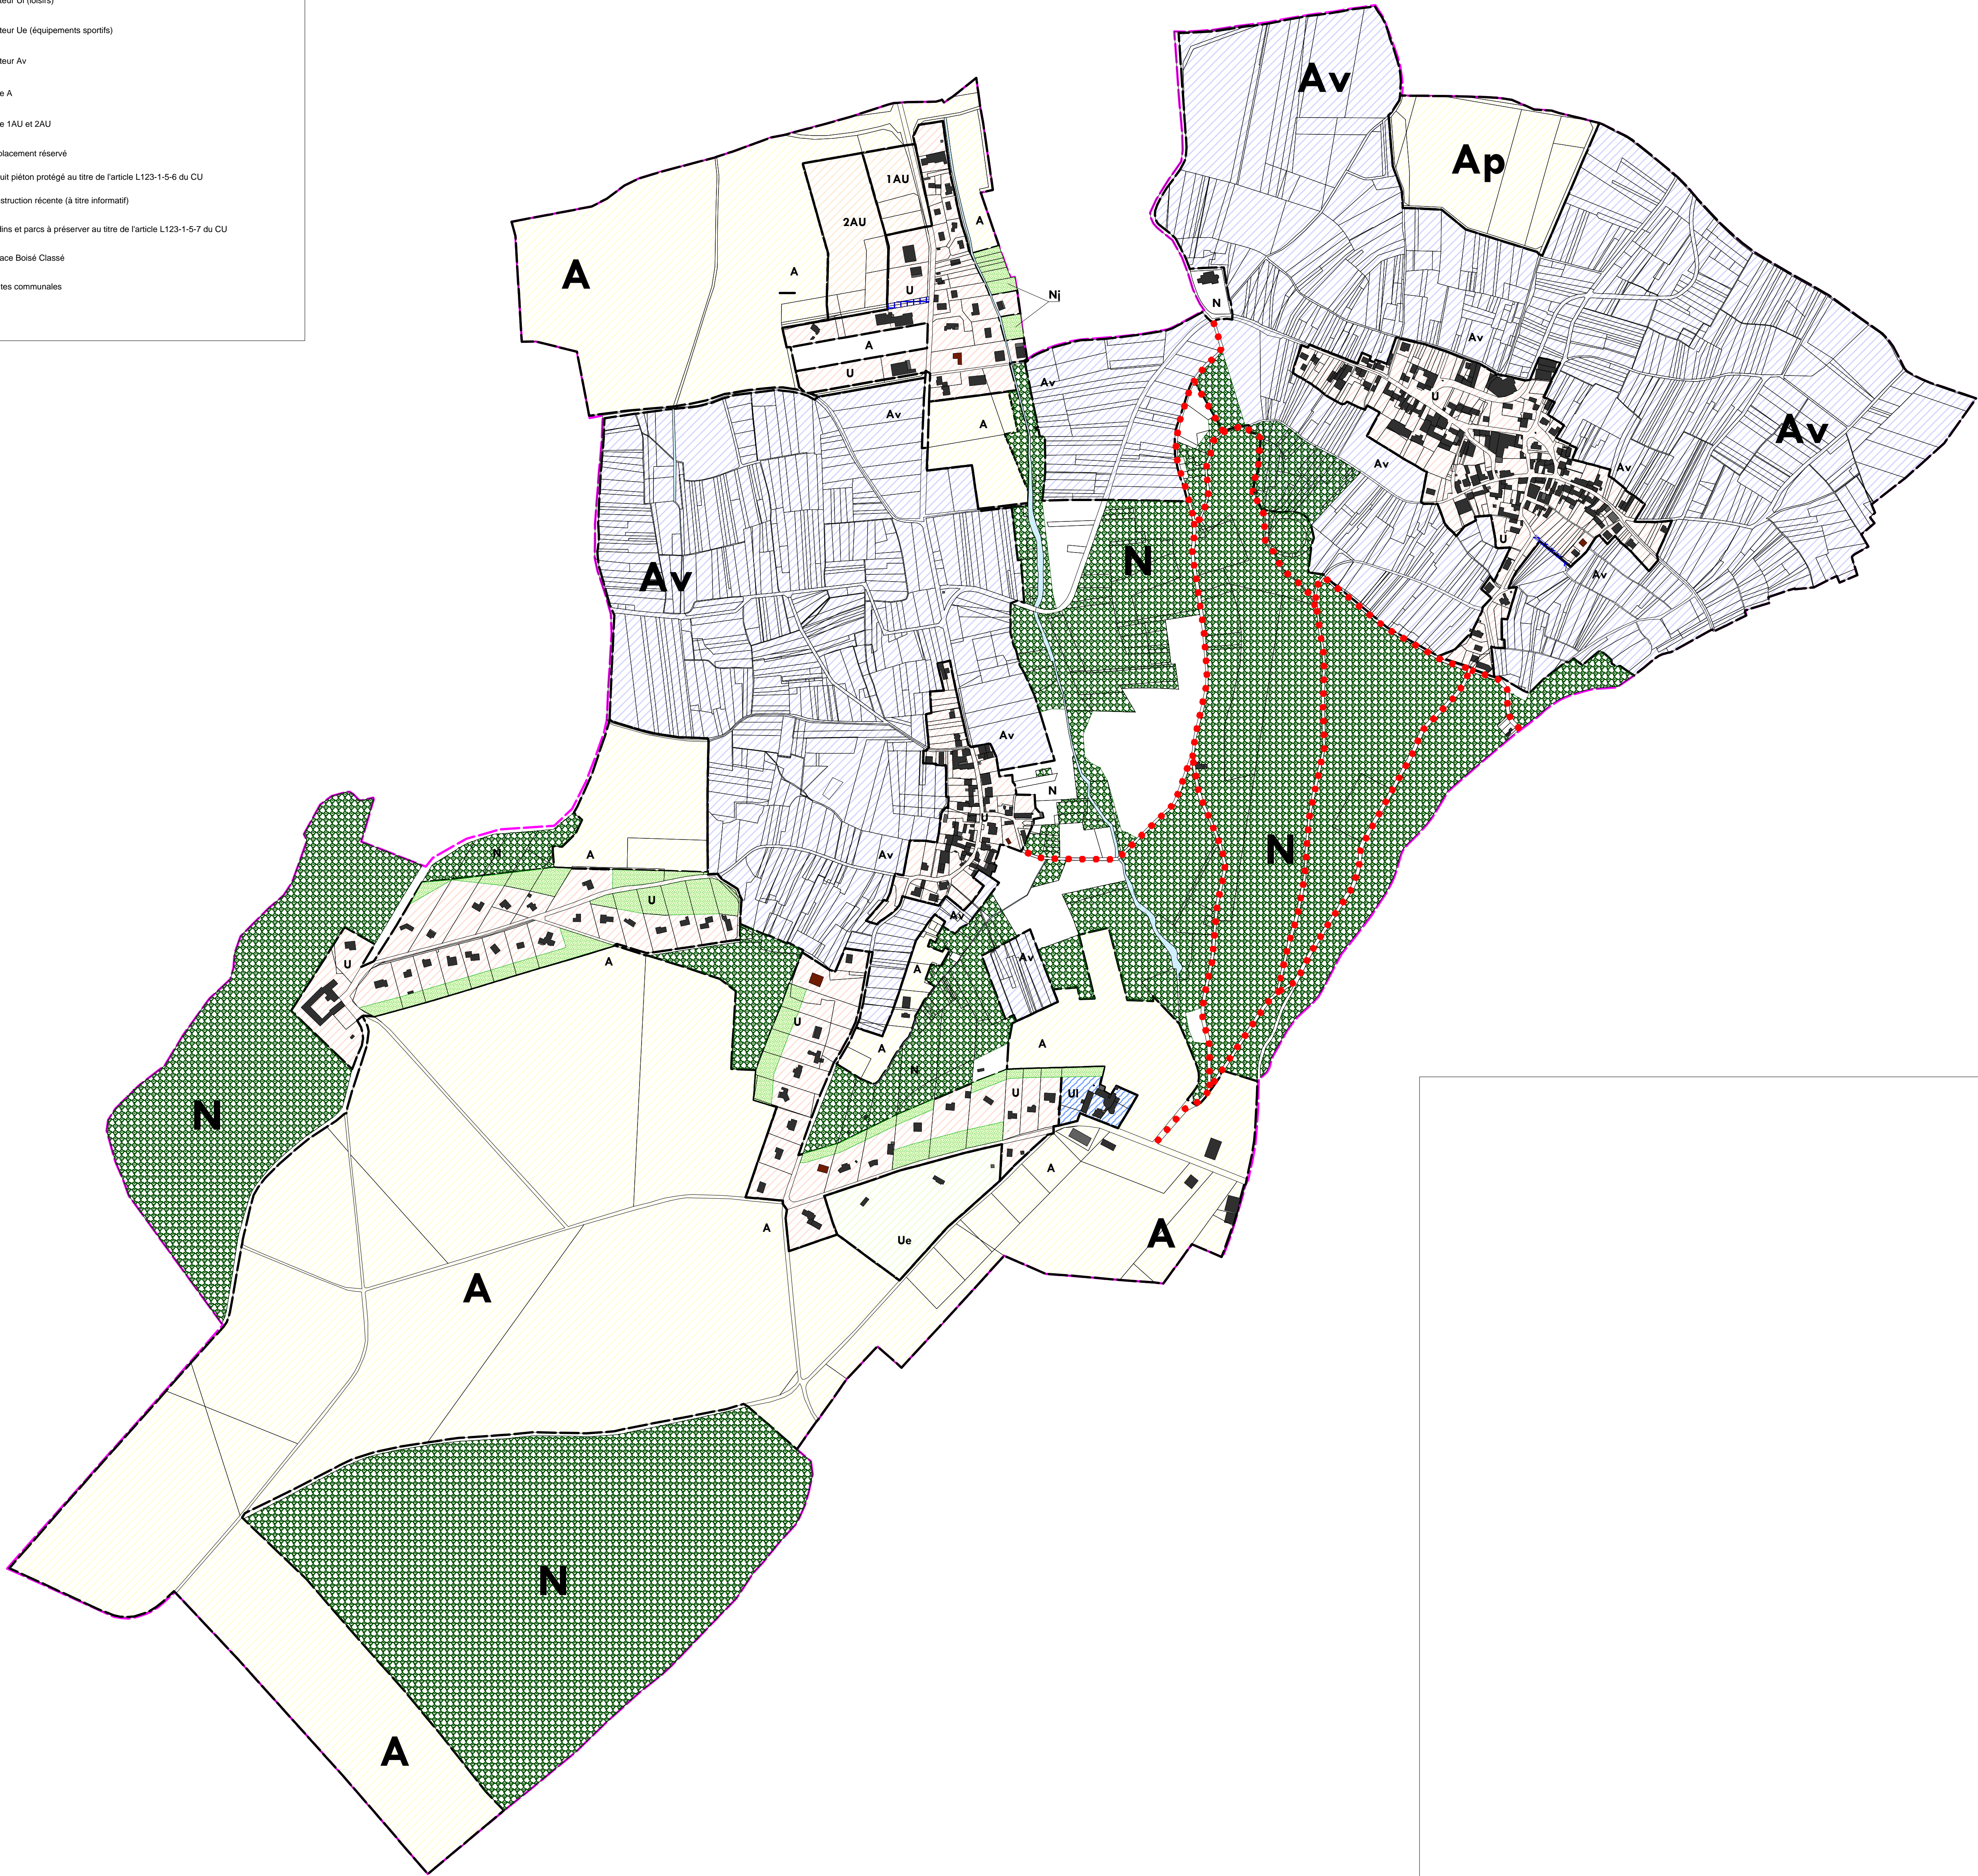 teur Ul (loisirs)
teur Ue (équipements sportifs)
teur Av
e A
e 1AU et 2AU
placement réservé
uit piéton protégé au titre de l'article L123-1-5-6 du CU
struction récente (à titre informatif)
dins et parcs à préserver au titre de l'article L123-1-5-7 du CU
ace Boisé Classé
tes communales
Av
Ap
1AU
2AU
A
A
A
U
Nj
N
A
U
Av
Av
A
Av
U
Av
Av
Av
N
Av
U
Av
Av
N
U
Av
N
N
A
U
Av
U
A
A
Av
U
A
A
N
U
Ul
N
A
A
Ue
A
A
N
A